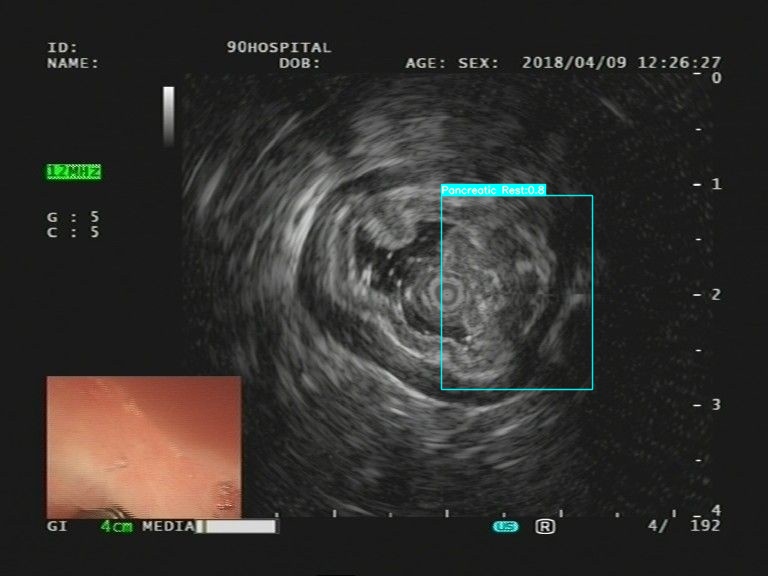 ID: 90HOSPITAL
NAME: DOB: AGE: SEX: 2018/04/09 12:26:27
0
12MHz
1
Pancreatic Rest:0.8
G : 5
C : 5
2
3
4
GI 4cm MEDIA US R 4/ 192